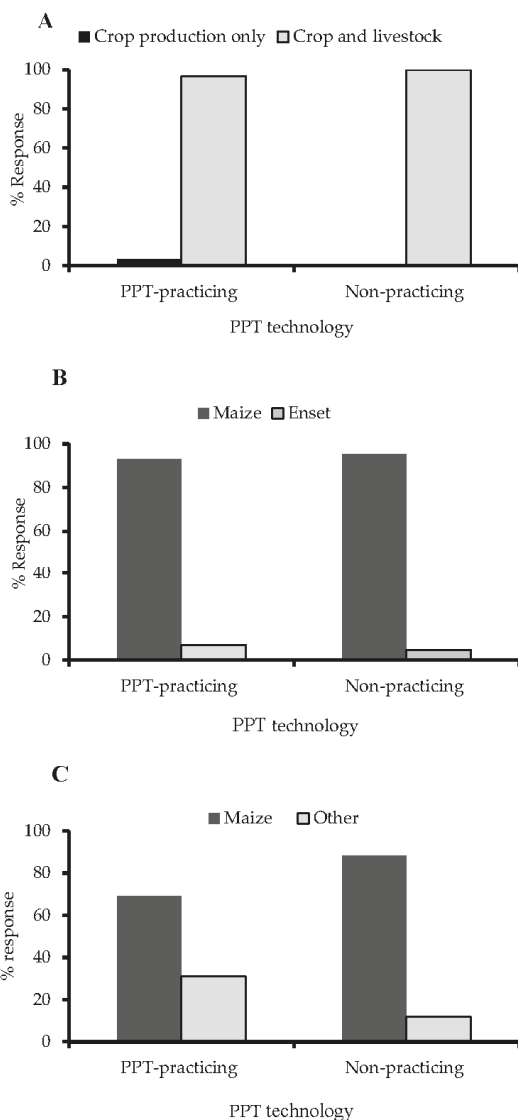 A
Crop production only Crop and livestock
100
80
60
40
20
0
% Response
PPT-practicing Non-practicing
PPT technology
B
Maize Enset
100
80
60
40
20
0
% Response
PPT-practicing Non-practicing
PPT technology
C
Maize Other
100
80
60
40
20
0
% response
PPT-practicing Non-practicing
PPT technology